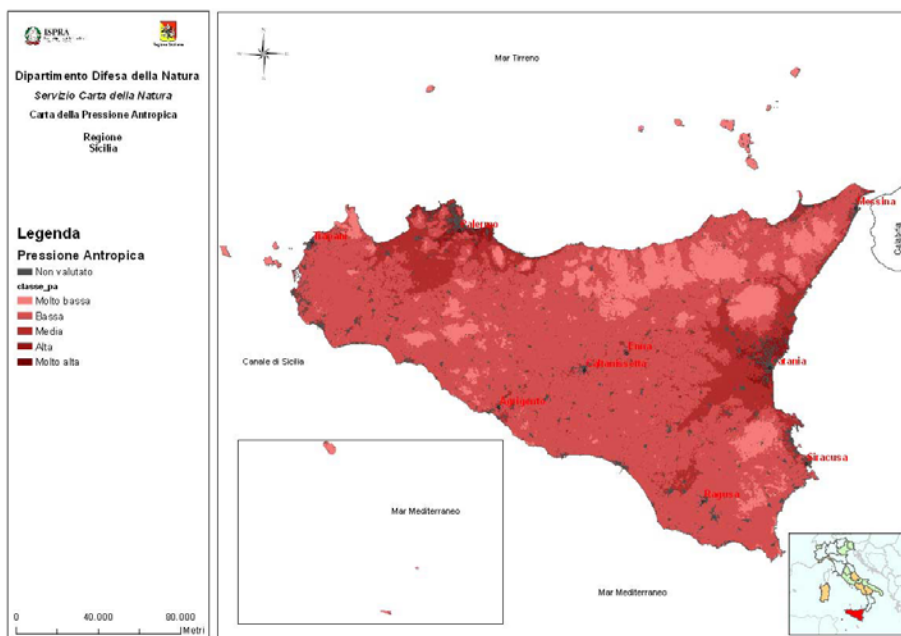 ISPRA
Regione Siciliana
Dipartimento Difesa della Natura
Servizio Carta della Natura
Carta della Pressione Antropica
Regione
Sicilia
Legenda
Pressione Antropica
Non valutato
classe_pa
Molto bassa
Bassa
Media
Alta
Molto alta
0 40.000 80.000
Metri
Mar Tirreno
Messina
Calabria
Palermo
Trapani
Canale di Sicilia
Enna
Caltanissetta
Catania
Agrigento
Siracusa
Ragusa
Mar Mediterraneo
Mar Mediterraneo